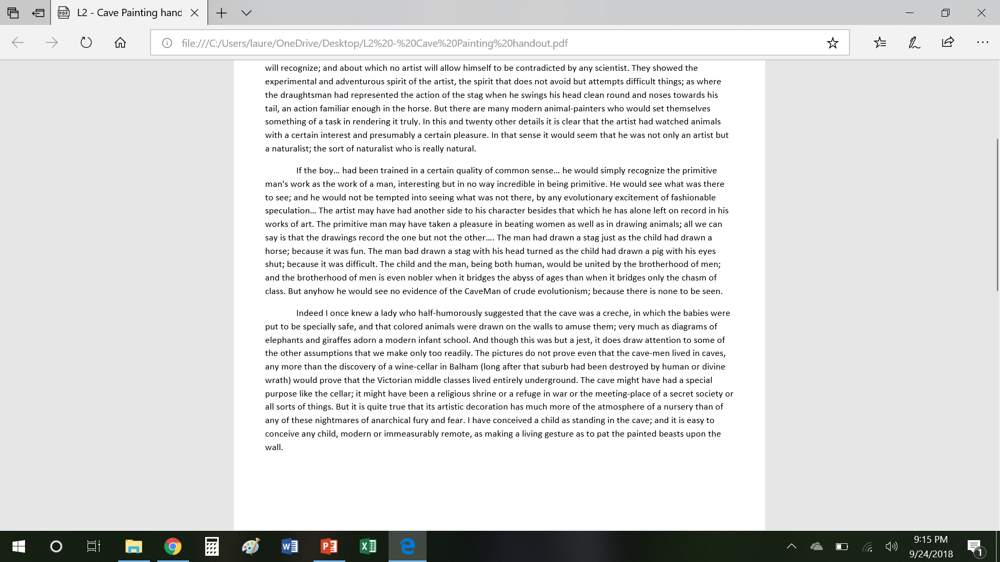 L2 - Cave Painting hand
file:///C:/Users/laure/OneDrive/Desktop/L2%20-%20Cave%20Painting%20handout.pdf
will recognize; and about which no artist will allow himself to be contradicted by any scientist. They showed the
experimental and adventurous spirit of the artist, the spirit that does not avoid but attempts difficult things; as where
the draughtsman had represented the action of the stag when he swings his head clean round and noses towards his
tail, an action familiar enough in the horse. But there are many modern animal-painters who would set themselves
something of a task in rendering it truly. In this and twenty other details it is clear that the artist had watched animals
with a certain interest and presumably a certain pleasure. In that sense it would seem that he was not only an artist but
a naturalist; the sort of naturalist who is really natural.
If the boy… had been trained in a certain quality of common sense… he would simply recognize the primitive
man's work as the work of a man, interesting but in no way incredible in being primitive. He would see what was there
to see; and he would not be tempted into seeing what was not there, by any evolutionary excitement of fashionable
speculation… The artist may have had another side to his character besides that which he has alone left on record in his
works of art. The primitive man may have taken a pleasure in beating women as well as in drawing animals; all we can
say is that the drawings record the one but not the other…. The man had drawn a stag just as the child had drawn a
horse; because it was fun. The man bad drawn a stag with his head turned as the child had drawn a pig with his eyes
shut; because it was difficult. The child and the man, being both human, would be united by the brotherhood of men;
and the brotherhood of men is even nobler when it bridges the abyss of ages than when it bridges only the chasm of
class. But anyhow he would see no evidence of the CaveMan of crude evolutionism; because there is none to be seen.
Indeed I once knew a lady who half-humorously suggested that the cave was a creche, in which the babies were
put to be specially safe, and that colored animals were drawn on the walls to amuse them; very much as diagrams of
elephants and giraffes adorn a modern infant school. And though this was but a jest, it does draw attention to some of
the other assumptions that we make only too readily. The pictures do not prove even that the cave-men lived in caves,
any more than the discovery of a wine-cellar in Balham (long after that suburb had been destroyed by human or divine
wrath) would prove that the Victorian middle classes lived entirely underground. The cave might have had a special
purpose like the cellar; it might have been a religious shrine or a refuge in war or the meeting-place of a secret society or
all sorts of things. But it is quite true that its artistic decoration has much more of the atmosphere of a nursery than of
any of these nightmares of anarchical fury and fear. I have conceived a child as standing in the cave; and it is easy to
conceive any child, modern or immeasurably remote, as making a living gesture as to pat the painted beasts upon the
wall.
9:15 PM
9/24/2018
1